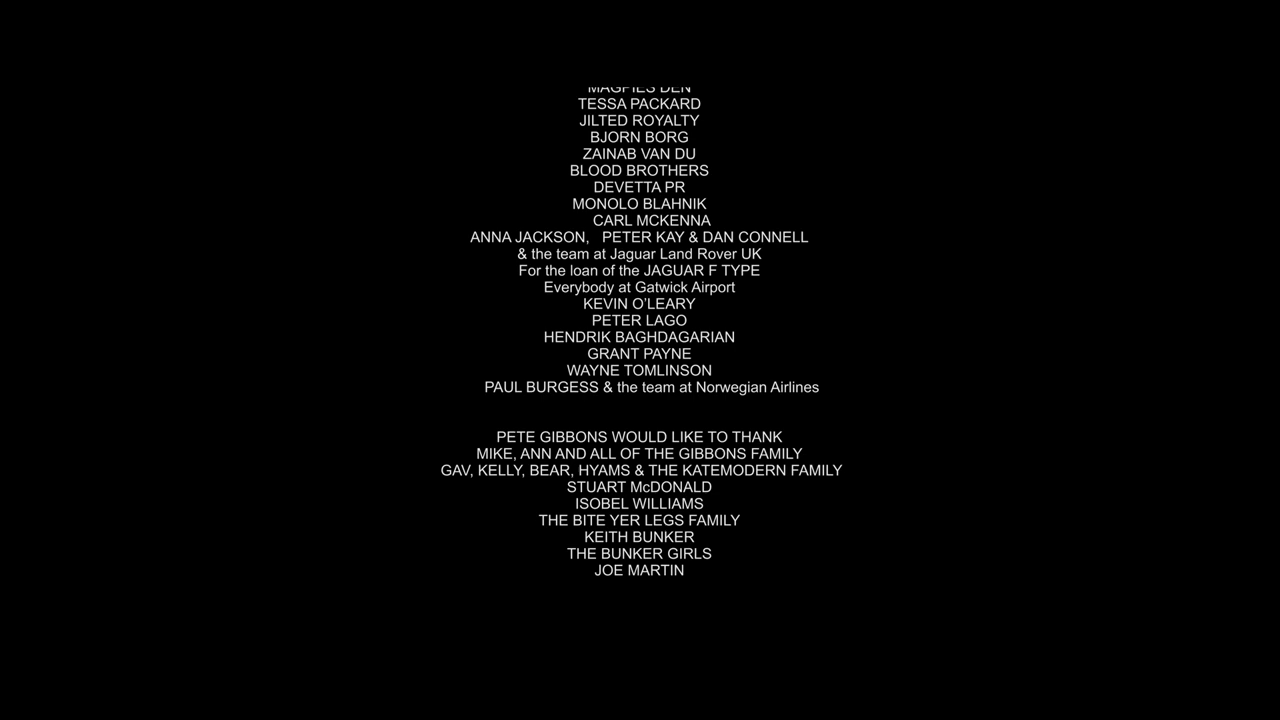 MAGPIES DEN
TESSA PACKARD
JILTED ROYALTY
BJORN BORG
ZAINAB VAN DU
BLOOD BROTHERS
DEVETTA PR
MONOLO BLAHNIK
CARL MCKENNA
ANNA JACKSON, PETER KAY & DAN CONNELL
& the team at Jaguar Land Rover UK
For the loan of the JAGUAR F TYPE
Everybody at Gatwick Airport
KEVIN O’LEARY
PETER LAGO
HENDRIK BAGHDAGARIAN
GRANT PAYNE
WAYNE TOMLINSON
PAUL BURGESS & the team at Norwegian Airlines
PETE GIBBONS WOULD LIKE TO THANK
MIKE, ANN AND ALL OF THE GIBBONS FAMILY
GAV, KELLY, BEAR, HYAMS & THE KATEMODERN FAMILY
STUART McDONALD
ISOBEL WILLIAMS
THE BITE YER LEGS FAMILY
KEITH BUNKER
THE BUNKER GIRLS
JOE MARTIN